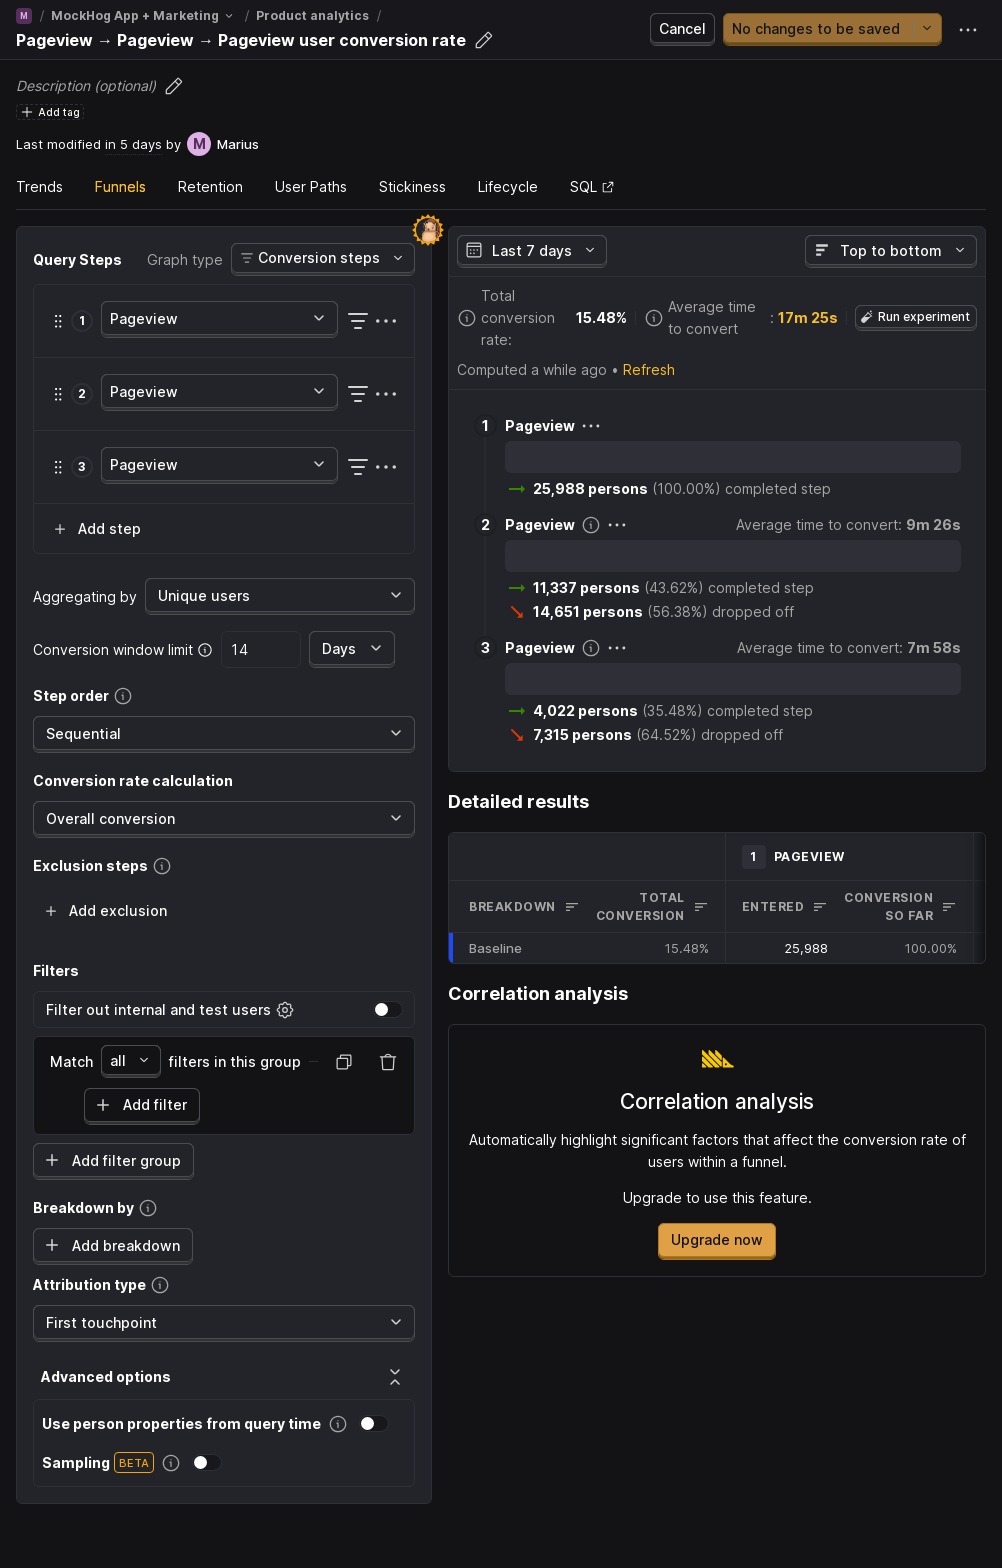 M / MockHog App + Marketing / Product analytics /
Pageview → Pageview → Pageview user conversion rate
Cancel
No changes to be saved
Description (optional)
Add tag
Last modified in 5 days by M Marius
Trends Funnels Retention User Paths Stickiness Lifecycle SQL
Query Steps Graph type Conversion steps
1 Pageview
2 Pageview
3 Pageview
Add step
Aggregating by Unique users
Conversion window limit 14 Days
Step order
Sequential
Conversion rate calculation
Overall conversion
Exclusion steps
Add exclusion
Filters
Filter out internal and test users
Match all filters in this group
Add filter
Add filter group
Breakdown by
Add breakdown
Attribution type
First touchpoint
Advanced options
Use person properties from query time
Sampling BETA
Last 7 days Top to bottom
Total
conversion
rate:
15.48%
Average time
to convert
: 17m 25s
Run experiment
Computed a while ago • Refresh
1 Pageview
25,988 persons (100.00%) completed step
2 Pageview Average time to convert: 9m 26s
11,337 persons (43.62%) completed step
14,651 persons (56.38%) dropped off
3 Pageview Average time to convert: 7m 58s
4,022 persons (35.48%) completed step
7,315 persons (64.52%) dropped off
Detailed results
1 PAGEVIEW
BREAKDOWN
TOTAL
CONVERSION
ENTERED
CONVERSION
SO FAR
Baseline 15.48% 25,988 100.00%
Correlation analysis
Correlation analysis
Automatically highlight significant factors that affect the conversion rate of
users within a funnel.
Upgrade to use this feature.
Upgrade now